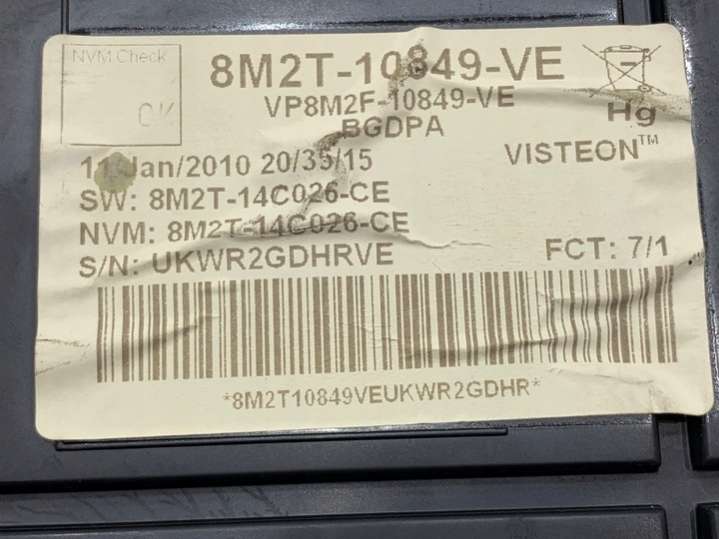 NVM Check
OK
8M2T-10849-VE
VP8M2F-10849-VE
BGDPA
Hg
VISTEON™
11/Jan/2010 20/35/15
SW: 8M2T-14C026-CE
NVM: 8M2T-14C026-CE
S/N: UKWR2GDHRVE
FCT: 7/1
*8M2T10849VEUKWR2GDHR*